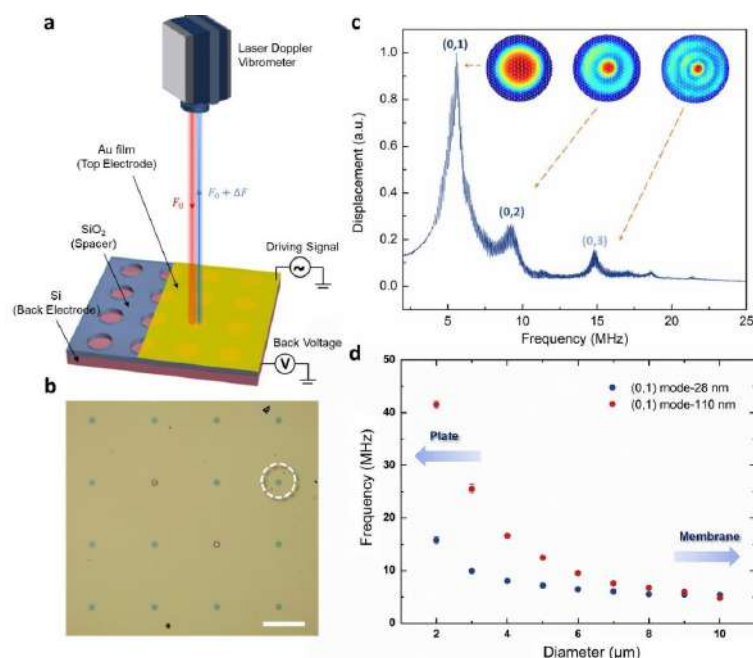 a
Laser Doppler
Vibrometer
Au film
(Top Electrode)
F₀
F₀ + ΔF
SiO₂
(Spacer)
Driving Signal
Si
(Back Electrode)
Back Voltage
V
b
c
(0,1)
(0,2)
(0,3)
Displacement (a.u.)
1.0
0.8
0.6
0.4
0.2
0.0
5 10 15 20 25
Frequency (MHz)
d
(0,1) mode-28 nm
(0,1) mode-110 nm
Plate
Membrane
Frequency (MHz)
50
40
30
20
10
0
2 4 6 8 10
Diameter (μm)